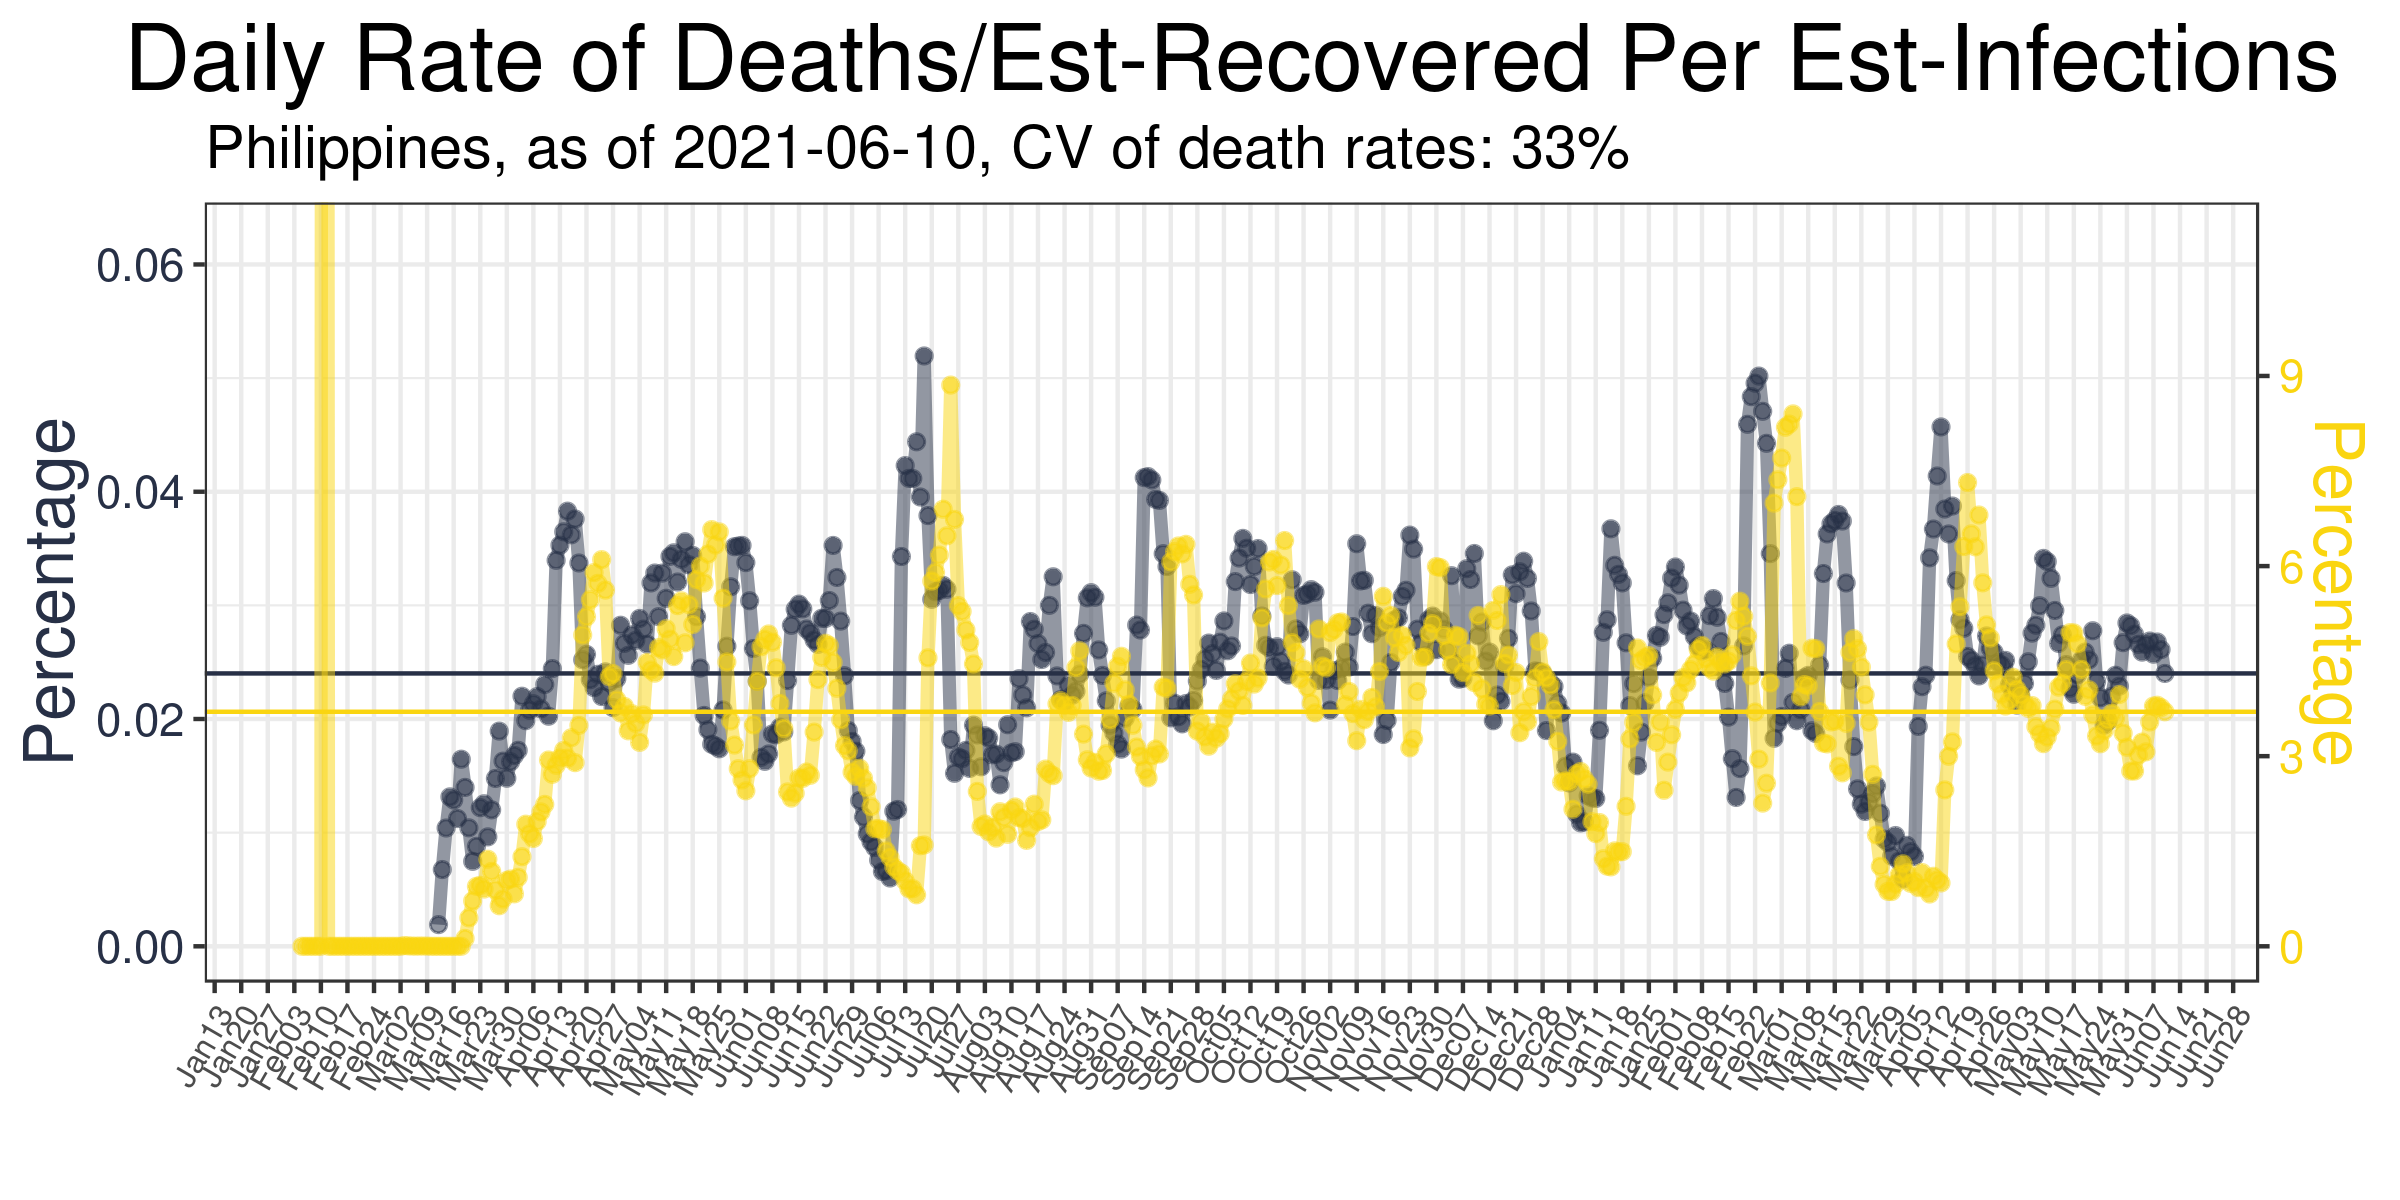 Daily Rate of Deaths/Est-Recovered Per Est-Infections
Philippines, as of 2021-06-10, CV of death rates: 33%
Percentage
0.06
0.04
0.02
0.00
9
6
3
0
Percentage
Jan13
Jan20
Jan27
Feb03
Feb10
Feb17
Feb24
Mar02
Mar09
Mar16
Mar23
Mar30
Apr06
Apr13
Apr20
Apr27
May04
May11
May18
May25
Jun01
Jun08
Jun15
Jun22
Jun29
Jul06
Jul13
Jul20
Jul27
Aug03
Aug10
Aug17
Aug24
Aug31
Sep07
Sep14
Sep21
Sep28
Oct05
Oct12
Oct19
Oct26
Nov02
Nov09
Nov16
Nov23
Nov30
Dec07
Dec14
Dec21
Dec28
Jan04
Jan11
Jan18
Jan25
Feb01
Feb08
Feb15
Feb22
Mar01
Mar08
Mar15
Mar22
Mar29
Apr05
Apr12
Apr19
Apr26
May03
May10
May17
May24
May31
Jun07
Jun14
Jun21
Jun28